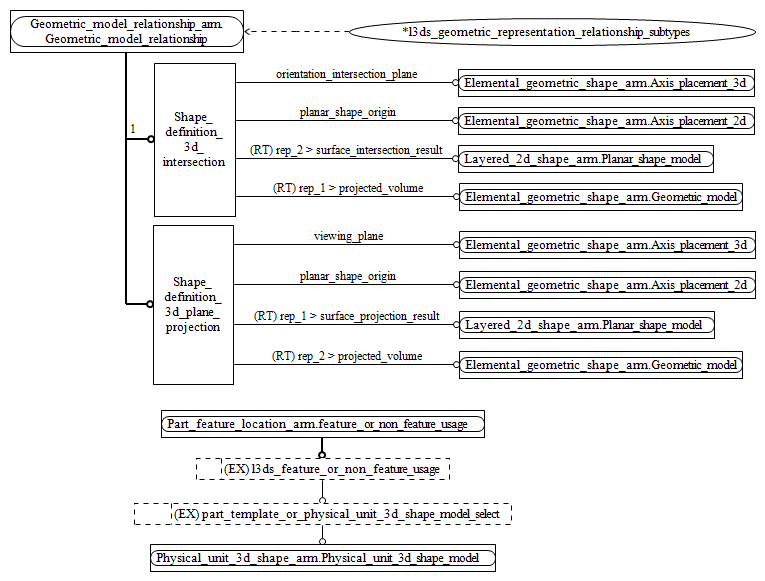 Geometric_model_relationship_arm.
Geometric_model_relationship
*l3ds_geometric_representation_relationship_subtypes
1
Shape_
definition_
3d_
intersection
orientation_intersection_plane
Elemental_geometric_shape_arm.Axis_placement_3d
planar_shape_origin
Elemental_geometric_shape_arm.Axis_placement_2d
(RT) rep_2 > surface_intersection_result
Layered_2d_shape_arm.Planar_shape_model
(RT) rep_1 > projected_volume
Elemental_geometric_shape_arm.Geometric_model
Shape_
definition_
3d_plane_
projection
viewing_plane
Elemental_geometric_shape_arm.Axis_placement_3d
planar_shape_origin
Elemental_geometric_shape_arm.Axis_placement_2d
(RT) rep_1 > surface_projection_result
Layered_2d_shape_arm.Planar_shape_model
(RT) rep_2 > projected_volume
Elemental_geometric_shape_arm.Geometric_model
Part_feature_location_arm.feature_or_non_feature_usage
(EX) l3ds_feature_or_non_feature_usage
(EX) part_template_or_physical_unit_3d_shape_model_select
Physical_unit_3d_shape_arm.Physical_unit_3d_shape_model